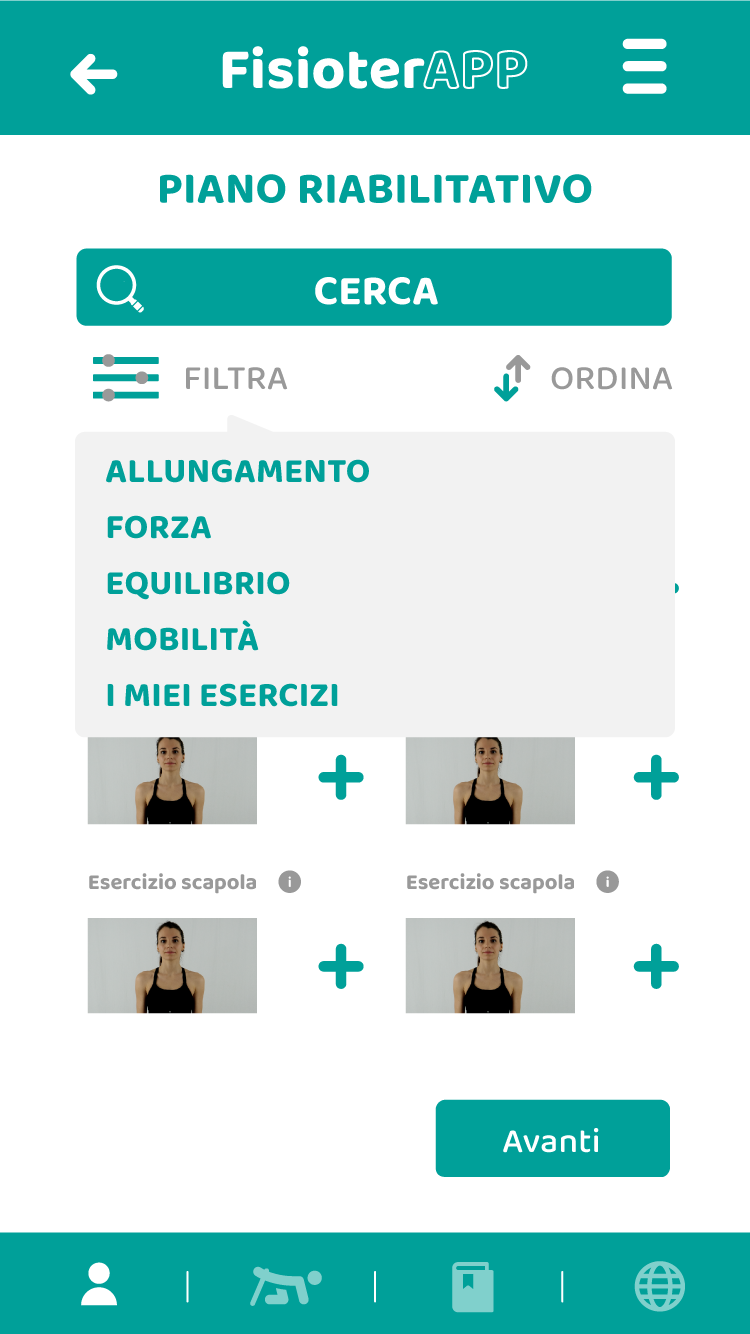 FisioterAPP
PIANO RIABILITATIVO
CERCA
FILTRA
ORDINA
ALLUNGAMENTO
FORZA
EQUILIBRIO
MOBILITÀ
I MIEI ESERCIZI
Esercizio scapola i
Esercizio scapola i
Avanti